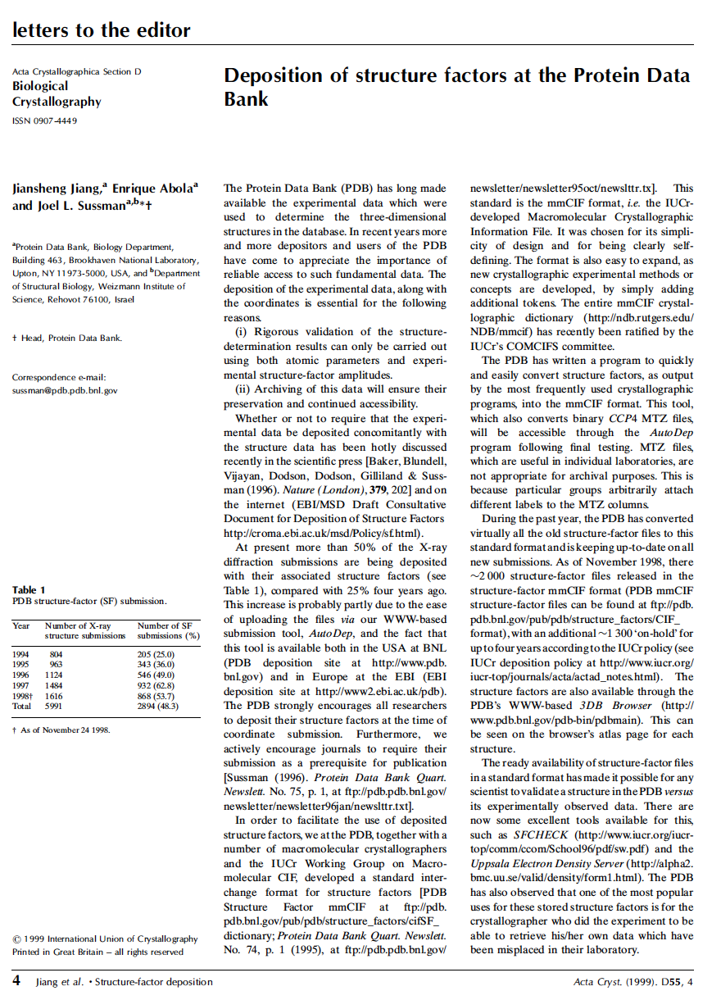 letters to the editor
Acta Crystallographica Section D
Biological
Crystallography
ISSN 0907-4449
Deposition of structure factors at the Protein Data
Bank
Jiansheng Jiang,a Enrique Abolaa
and Joel L. Sussmana,b*†
aProtein Data Bank, Biology Department,
Building 463, Brookhaven National Laboratory,
Upton, NY 11973-5000, USA, and bDepartment
of Structural Biology, Weizmann Institute of
Science, Rehovot 76100, Israel
† Head, Protein Data Bank.
Correspondence e-mail:
sussman@pdb.pdb.bnl.gov
Table 1
PDB structure-factor (SF) submission.
Year Number of X-ray structure submissions Number of SF submissions (%)
1994 804 205 (25.0)
1995 963 343 (36.0)
1996 1124 546 (49.0)
1997 1484 932 (62.8)
1998† 1616 868 (53.7)
Total 5991 2894 (48.3)
† As of November 24 1998.
© 1999 International Union of Crystallography
Printed in Great Britain – all rights reserved
The Protein Data Bank (PDB) has long made
available the experimental data which were
used to determine the three-dimensional
structures in the database. In recent years more
and more depositors and users of the PDB
have come to appreciate the importance of
reliable access to such fundamental data. The
deposition of the experimental data, along with
the coordinates is essential for the following
reasons.
(i) Rigorous validation of the structure-
determination results can only be carried out
using both atomic parameters and experi-
mental structure-factor amplitudes.
(ii) Archiving of this data will ensure their
preservation and continued accessibility.
Whether or not to require that the experi-
mental data be deposited concomitantly with
the structure data has been hotly discussed
recently in the scientific press [Baker, Blundell,
Vijayan, Dodson, Dodson, Gilliland & Suss-
man (1996). Nature (London), 379, 202] and on
the internet (EBI/MSD Draft Consultative
Document for Deposition of Structure Factors
http://croma.ebi.ac.uk/msd/Policy/sf.html).
At present more than 50% of the X-ray
diffraction submissions are being deposited
with their associated structure factors (see
Table 1), compared with 25% four years ago.
This increase is probably partly due to the ease
of uploading the files via our WWW-based
submission tool, AutoDep, and the fact that
this tool is available both in the USA at BNL
(PDB deposition site at http://www.pdb.
bnl.gov) and in Europe at the EBI (EBI
deposition site at http://www2.ebi.ac.uk/pdb).
The PDB strongly encourages all researchers
to deposit their structure factors at the time of
coordinate submission. Furthermore, we
actively encourage journals to require their
submission as a prerequisite for publication
[Sussman (1996). Protein Data Bank Quart.
Newslett. No. 75, p. 1, at ftp://pdb.pdb.bnl.gov/
newsletter/newsletter96jan/newslttr.txt].
In order to facilitate the use of deposited
structure factors, we at the PDB, together with a
number of macromolecular crystallographers
and the IUCr Working Group on Macro-
molecular CIF, developed a standard inter-
change format for structure factors [PDB
Structure Factor mmCIF at ftp://pdb.
pdb.bnl.gov/pub/pdb/structure_factors/cifSF_
dictionary; Protein Data Bank Quart. Newslett.
No. 74, p. 1 (1995), at ftp://pdb.pdb.bnl.gov/
newsletter/newsletter95oct/newslttr.tx]. This
standard is the mmCIF format, i.e. the IUCr-
developed Macromolecular Crystallographic
Information File. It was chosen for its simpli-
city of design and for being clearly self-
defining. The format is also easy to expand, as
new crystallographic experimental methods or
concepts are developed, by simply adding
additional tokens. The entire mmCIF crystal-
lographic dictionary (http://ndb.rutgers.edu/
NDB/mmcif) has recently been ratified by the
IUCr's COMCIFS committee.
The PDB has written a program to quickly
and easily convert structure factors, as output
by the most frequently used crystallographic
programs, into the mmCIF format. This tool,
which also converts binary CCP4 MTZ files,
will be accessible through the AutoDep
program following final testing. MTZ files,
which are useful in individual laboratories, are
not appropriate for archival purposes. This is
because particular groups arbitrarily attach
different labels to the MTZ columns.
During the past year, the PDB has converted
virtually all the old structure-factor files to this
standard format and is keeping up-to-date on all
new submissions. As of November 1998, there
~2 000 structure-factor files released in the
structure-factor mmCIF format (PDB mmCIF
structure-factor files can be found at ftp://pdb.
pdb.bnl.gov/pub/pdb/structure_factors/CIF_
format), with an additional ~1 300 'on-hold' for
up to four years according to the IUCr policy (see
IUCr deposition policy at http://www.iucr.org/
iucr-top/journals/acta/actad_notes.html). The
structure factors are also available through the
PDB's WWW-based 3DB Browser (http://
www.pdb.bnl.gov/pdb-bin/pdbmain). This can
be seen on the browser's atlas page for each
structure.
The ready availability of structure-factor files
in a standard format has made it possible for any
scientist to validate a structure in the PDB versus
its experimentally observed data. There are
now some excellent tools available for this,
such as SFCHECK (http://www.iucr.org/iucr-
top/comm/ccom/School96/pdf/sw.pdf) and the
Uppsala Electron Density Server (http://alpha2.
bmc.uu.se/valid/density/form1.html). The PDB
has also observed that one of the most popular
uses for these stored structure factors is for the
crystallographer who did the experiment to be
able to retrieve his/her own data which have
been misplaced in their laboratory.
4 Jiang et al. • Structure-factor deposition
Acta Cryst. (1999). D55, 4